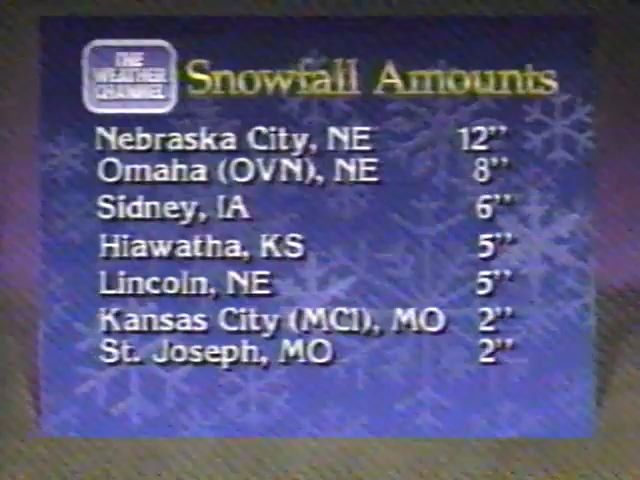 THE
WEATHER
CHANNEL
Snowfall Amounts
Nebraska City, NE 12"
Omaha (OVN), NE 8"
Sidney, IA 6"
Hiawatha, KS 5"
Lincoln, NE 5"
Kansas City (MCI), MO 2"
St. Joseph, MO 2"